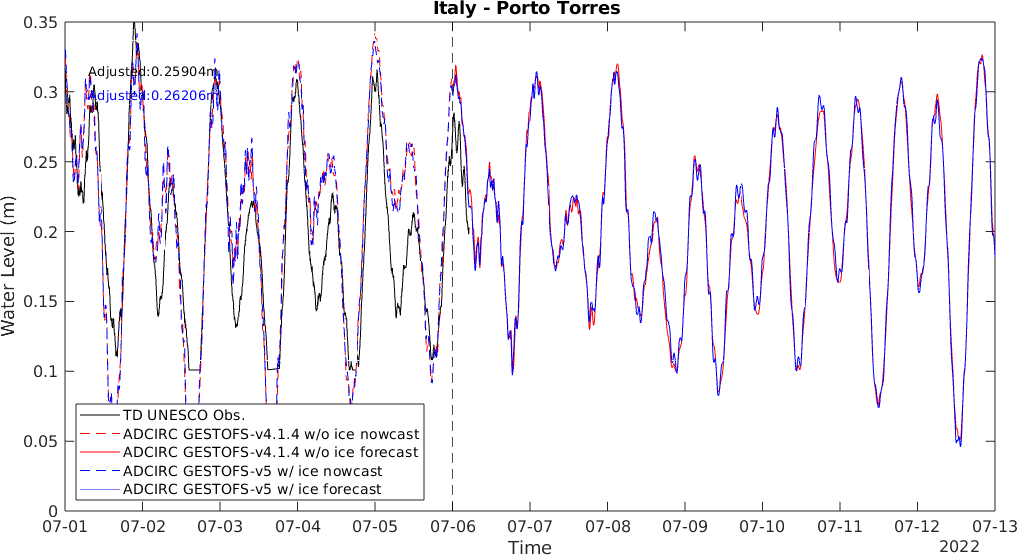 Italy - Porto Torres
Adjusted:0.25904m
Adjusted:0.26206m
Water Level (m)
0.35
0.3
0.25
0.2
0.15
0.1
0.05
0
TD UNESCO Obs.
ADCIRC GESTOFS-v4.1.4 w/o ice nowcast
ADCIRC GESTOFS-v4.1.4 w/o ice forecast
ADCIRC GESTOFS-v5 w/ ice nowcast
ADCIRC GESTOFS-v5 w/ ice forecast
07-01 07-02 07-03 07-04 07-05 07-06 07-07 07-08 07-09 07-10 07-11 07-12 07-13
Time
2022